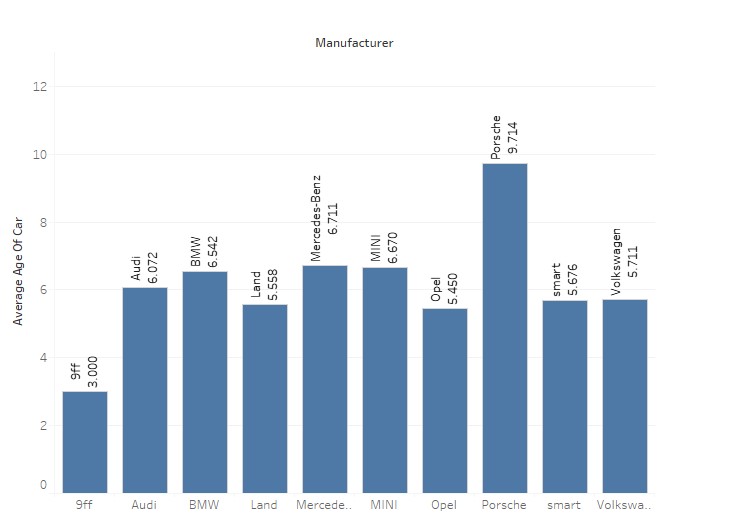 Manufacturer
Average Age Of Car
12
10
8
6
4
2
0
9ff
3.000
Audi
6.072
BMW
6.542
Land
5.558
Mercedes-Benz
6.711
MINI
6.670
Opel
5.450
Porsche
9.714
smart
5.676
Volkswagen
5.711
9ff Audi BMW Land Mercede.. MINI Opel Porsche smart Volkswa..